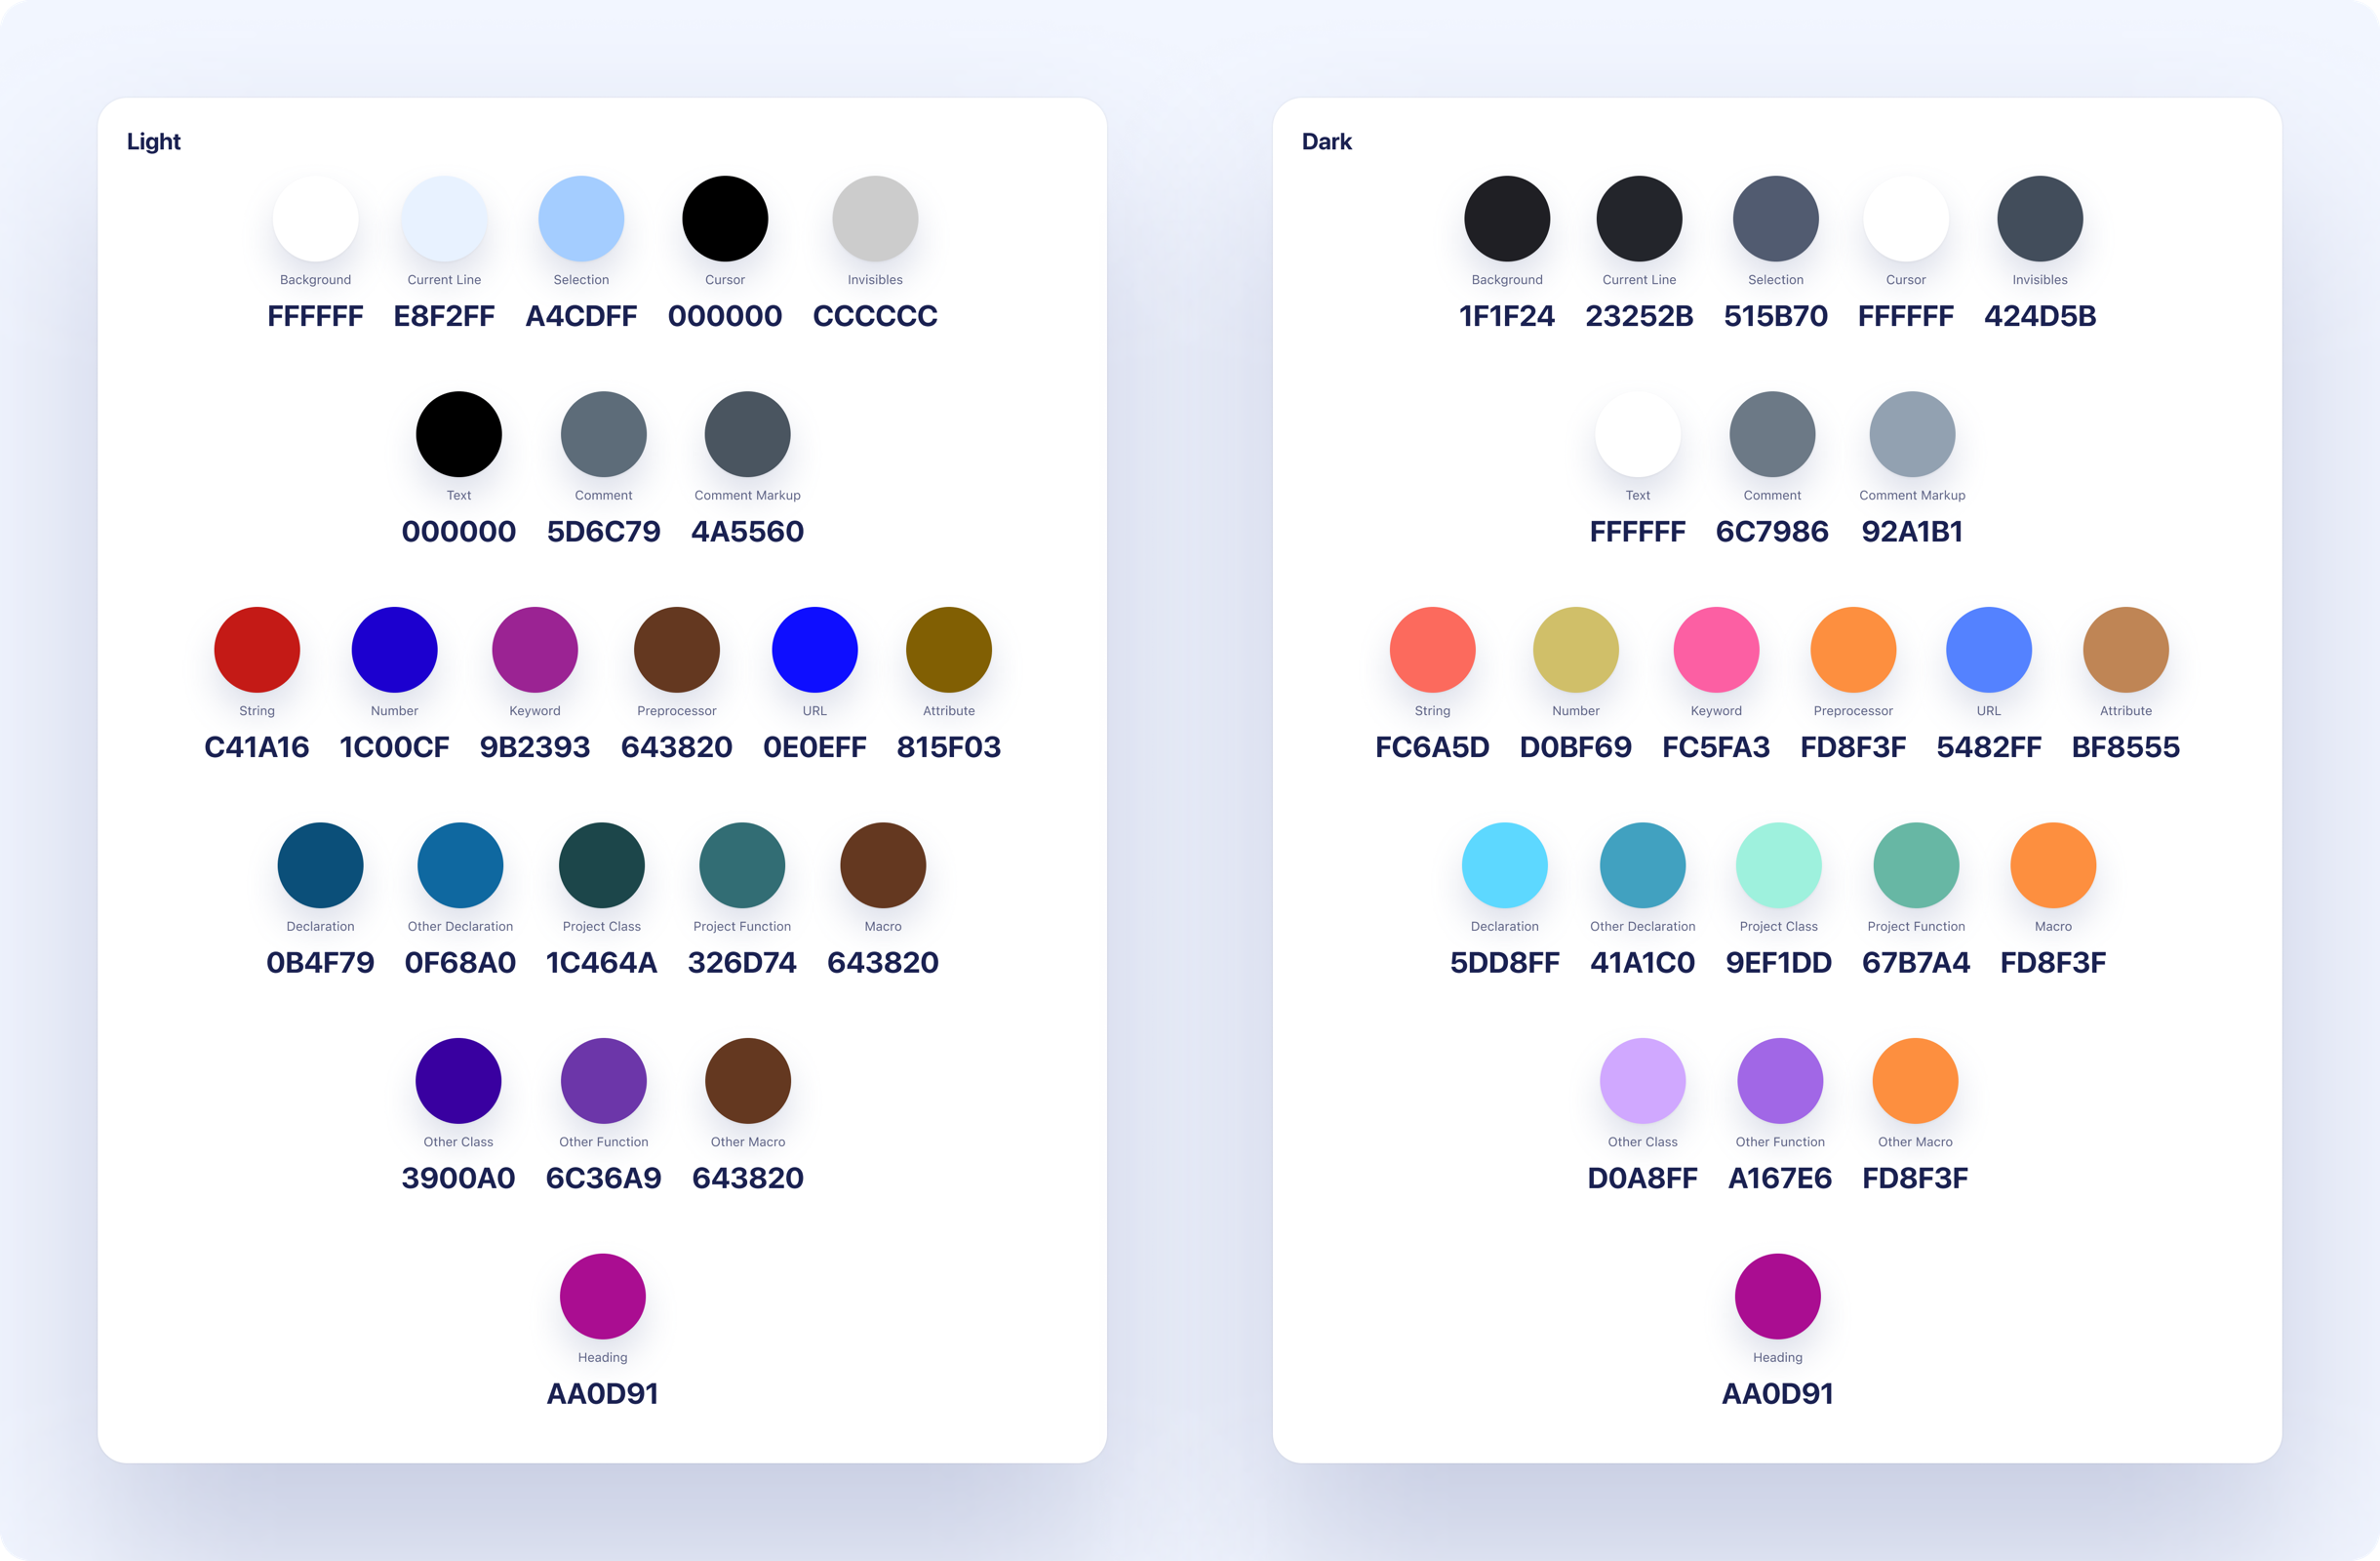 Light
Background Current Line Selection Cursor Invisibles
FFFFFF E8F2FF A4CDFF 000000 CCCCCC
Text Comment Comment Markup
000000 5D6C79 4A5560
String Number Keyword Preprocessor URL Attribute
C41A16 1C00CF 9B2393 643820 0E0EFF 815F03
Declaration Other Declaration Project Class Project Function Macro
0B4F79 0F68A0 1C464A 326D74 643820
Other Class Other Function Other Macro
3900A0 6C36A9 643820
Heading
AA0D91
Dark
Background Current Line Selection Cursor Invisibles
1F1F24 23252B 515B70 FFFFFF 424D5B
Text Comment Comment Markup
FFFFFF 6C7986 92A1B1
String Number Keyword Preprocessor URL Attribute
FC6A5D D0BF69 FC5FA3 FD8F3F 5482FF BF8555
Declaration Other Declaration Project Class Project Function Macro
5DD8FF 41A1C0 9EF1DD 67B7A4 FD8F3F
Other Class Other Function Other Macro
D0A8FF A167E6 FD8F3F
Heading
AA0D91